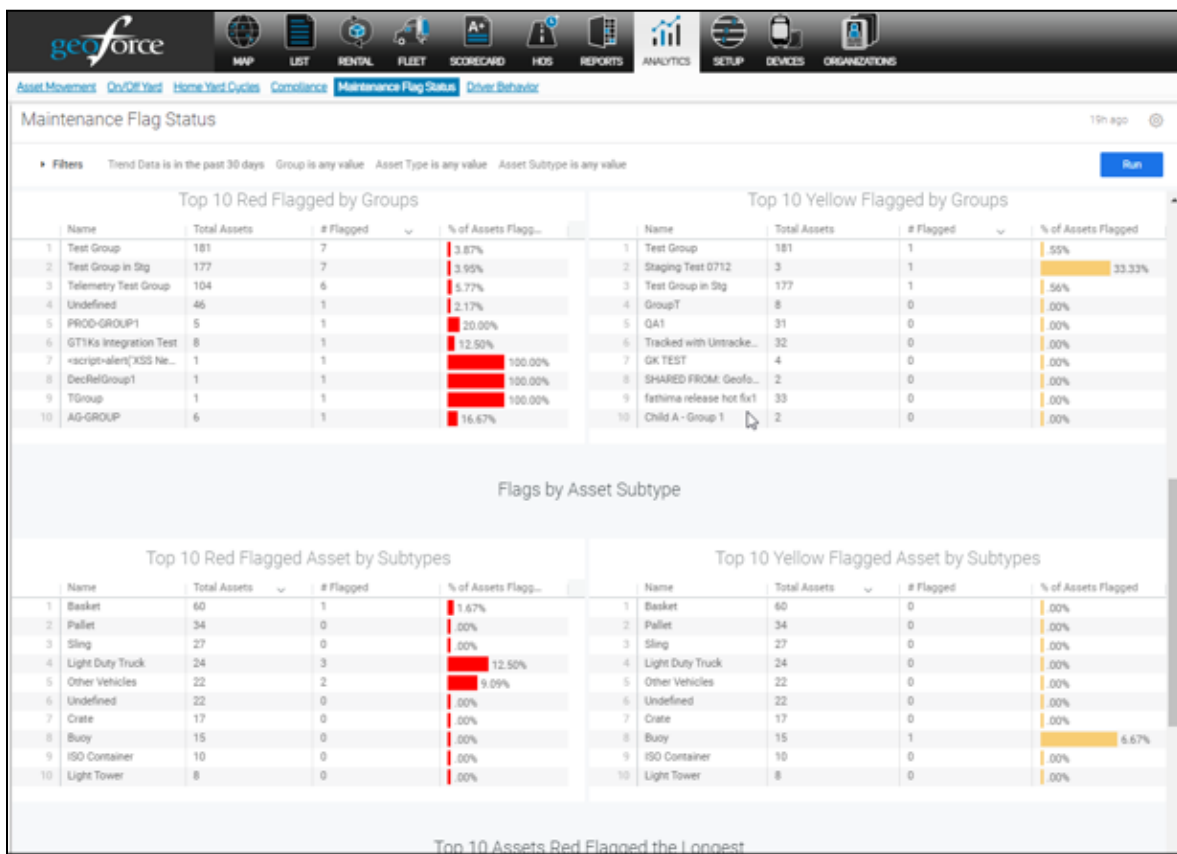 geoforce
MAP LIST RENTAL FLEET SCORECARD HOS REPORTS ANALYTICS SETUP DEVICES ORGANIZATIONS
Asset Movement On/Off Yard Home Yard Cycles Compliance Maintenance Flag Status Driver Behavior
Maintenance Flag Status 19h ago
Filters Trend Data is in the past 30 days Group is any value Asset Type is any value Asset Subtype is any value Run
Top 10 Red Flagged by Groups
Name Total Assets # Flagged % of Assets Flagg...
1 Test Group 181 7 3.87%
2 Test Group in Stg 177 7 3.95%
3 Telemetry Test Group 104 6 5.77%
4 Undefined 46 1 2.17%
5 PROD-GROUP1 5 1 20.00%
6 GT1Ks Integration Test 8 1 12.50%
7 <script>alert('XSS Ne... 1 1 100.00%
8 DecRelGroup1 1 1 100.00%
9 TGroup 1 1 100.00%
10 AG-GROUP 6 1 16.67%
Top 10 Yellow Flagged by Groups
Name Total Assets # Flagged % of Assets Flagged
1 Test Group 181 1 .55%
2 Staging Test 0712 3 1 33.33%
3 Test Group in Stg 177 1 .56%
4 GroupT 8 0 .00%
5 QA1 31 0 .00%
6 Tracked with Untracke... 32 0 .00%
7 GK TEST 4 0 .00%
8 SHARED FROM: Geofo... 2 0 .00%
9 fathima release hot fix1 33 0 .00%
10 Child A - Group 1 2 0 .00%
Flags by Asset Subtype
Top 10 Red Flagged Asset by Subtypes
Name Total Assets # Flagged % of Assets Flagg...
1 Basket 60 1 1.67%
2 Pallet 34 0 .00%
3 Sling 27 0 .00%
4 Light Duty Truck 24 3 12.50%
5 Other Vehicles 22 2 9.09%
6 Undefined 22 0 .00%
7 Crate 17 0 .00%
8 Buoy 15 0 .00%
9 ISO Container 10 0 .00%
10 Light Tower 8 0 .00%
Top 10 Yellow Flagged Asset by Subtypes
Name Total Assets # Flagged % of Assets Flagged
1 Basket 60 0 .00%
2 Pallet 34 0 .00%
3 Sling 27 0 .00%
4 Light Duty Truck 24 0 .00%
5 Other Vehicles 22 0 .00%
6 Undefined 22 0 .00%
7 Crate 17 0 .00%
8 Buoy 15 1 6.67%
9 ISO Container 10 0 .00%
10 Light Tower 8 0 .00%
Top 10 Assets Red Flagged the Longest